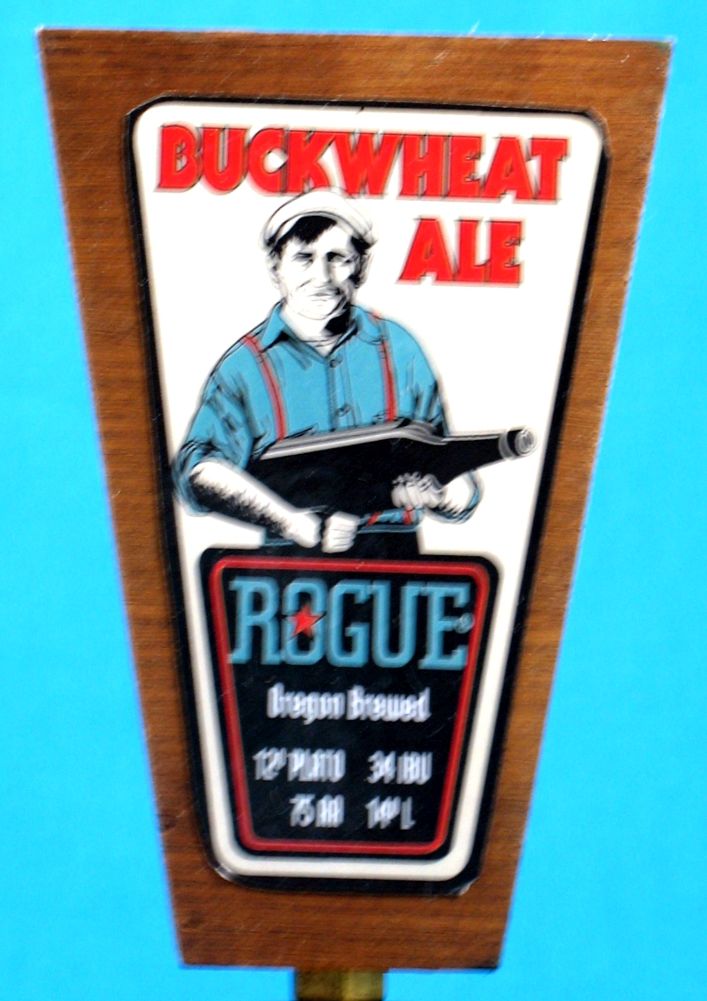 BUCKWHEAT
ALE
ROGUE®
Oregon Brewed
12° PLATO 34 IBU
75 AA 14° L